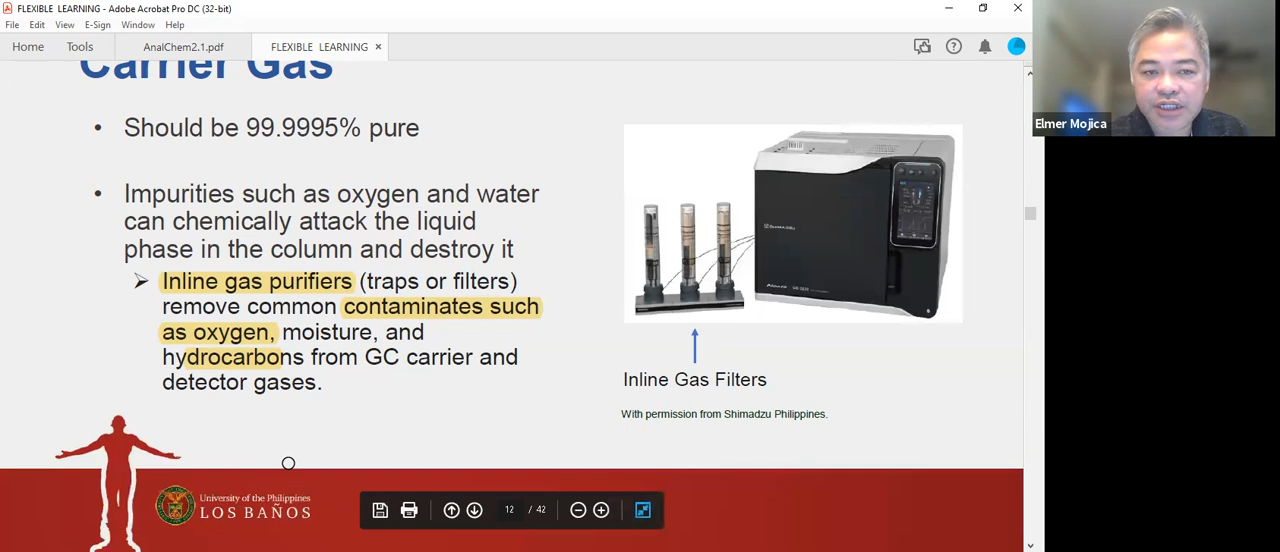 FLEXIBLE LEARNING - Adobe Acrobat Pro DC (32-bit)
File Edit View E-Sign Window Help
Home Tools AnalChem2.1.pdf FLEXIBLE LEARNING ×
Carrier Gas
• Should be 99.9995% pure
• Impurities such as oxygen and water
can chemically attack the liquid
phase in the column and destroy it
➢ Inline gas purifiers (traps or filters)
remove common contaminates such
as oxygen, moisture, and
hydrocarbons from GC carrier and
detector gases.
Inline Gas Filters
With permission from Shimadzu Philippines.
University of the Philippines
LOS BAÑOS
12 / 42
Elmer Mojica